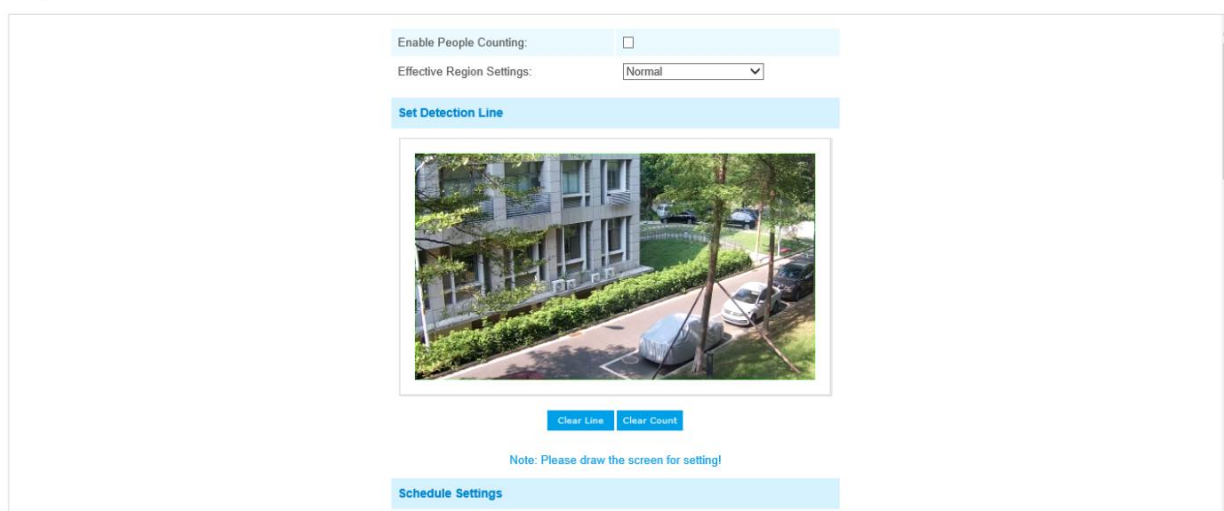 Enable People Counting:
Effective Region Settings: Normal
Set Detection Line
Clear Line Clear Count
Note: Please draw the screen for setting!
Schedule Settings